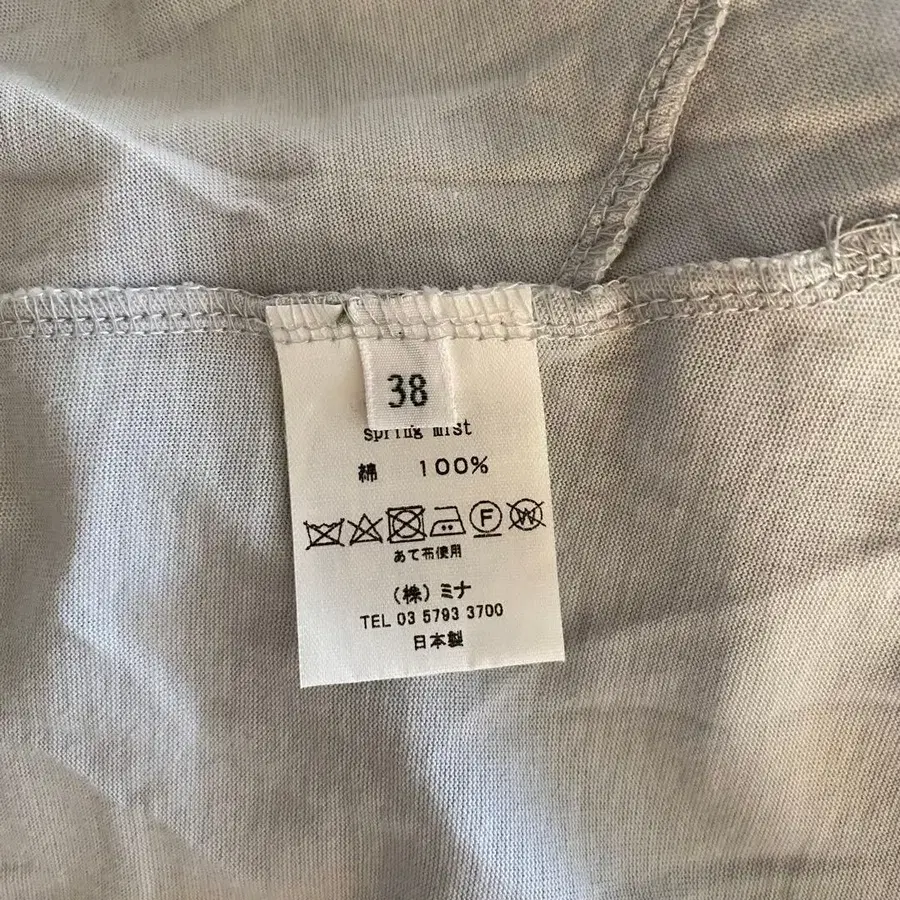 38
spring mist
綿 100%
F W
あて布使用
(株) ミナ
TEL 03 5793 3700
日本製